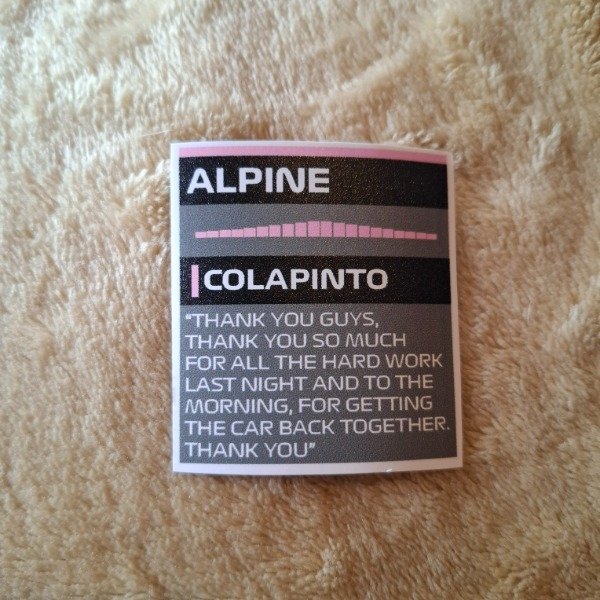 ALPINE
COLAPINTO
“THANK YOU GUYS,
THANK YOU SO MUCH
FOR ALL THE HARD WORK
LAST NIGHT AND TO THE
MORNING, FOR GETTING
THE CAR BACK TOGETHER.
THANK YOU”